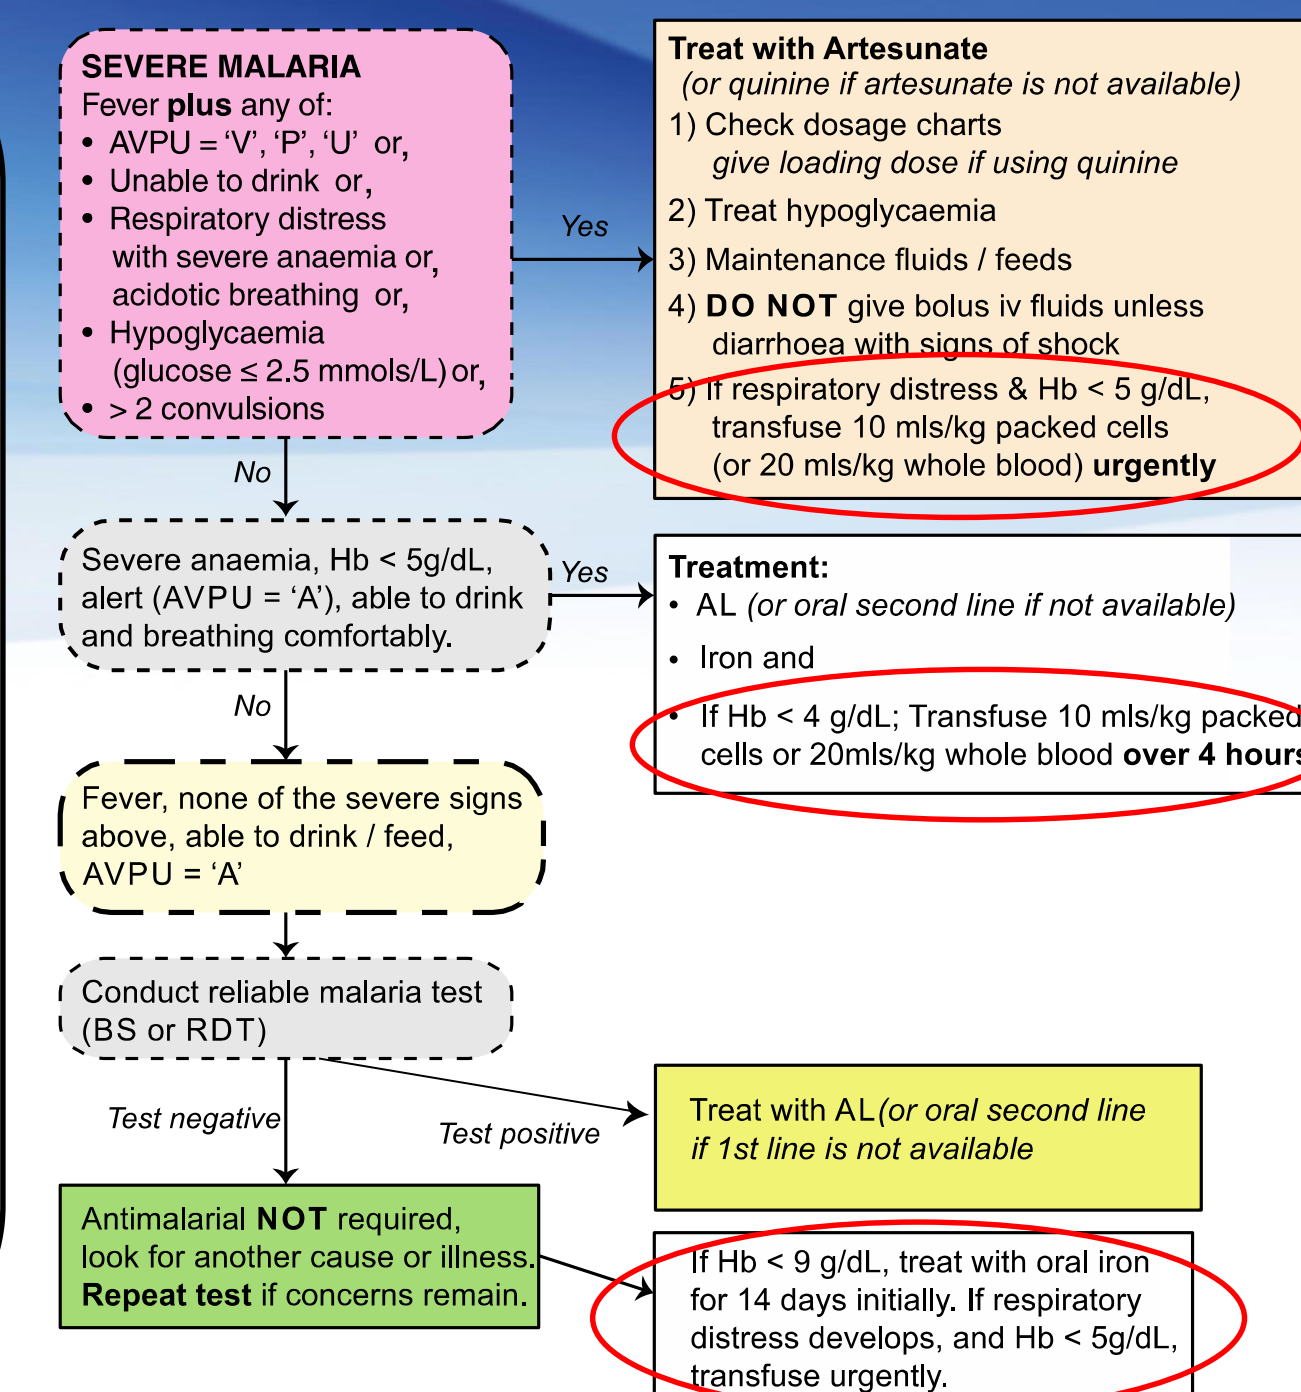 SEVERE MALARIA
Fever plus any of:
• AVPU = ‘V’, ‘P’, ‘U’ or,
• Unable to drink or,
• Respiratory distress
with severe anaemia or,
acidotic breathing or,
• Hypoglycaemia
(glucose ≤ 2.5 mmols/L) or,
• > 2 convulsions
Yes
Treat with Artesunate
(or quinine if artesunate is not available)
1) Check dosage charts
give loading dose if using quinine
2) Treat hypoglycaemia
3) Maintenance fluids / feeds
4) DO NOT give bolus iv fluids unless
diarrhoea with signs of shock
5) If respiratory distress & Hb < 5 g/dL,
transfuse 10 mls/kg packed cells
(or 20 mls/kg whole blood) urgently
No
Severe anaemia, Hb < 5g/dL,
alert (AVPU = ‘A’), able to drink
and breathing comfortably.
Yes
Treatment:
• AL (or oral second line if not available)
• Iron and
• If Hb < 4 g/dL; Transfuse 10 mls/kg packed
cells or 20mls/kg whole blood over 4 hours
No
Fever, none of the severe signs
above, able to drink / feed,
AVPU = ‘A’
Conduct reliable malaria test
(BS or RDT)
Test negative
Test positive
Treat with AL(or oral second line
if 1st line is not available
Antimalarial NOT required,
look for another cause or illness.
Repeat test if concerns remain.
If Hb < 9 g/dL, treat with oral iron
for 14 days initially. If respiratory
distress develops, and Hb < 5g/dL,
transfuse urgently.